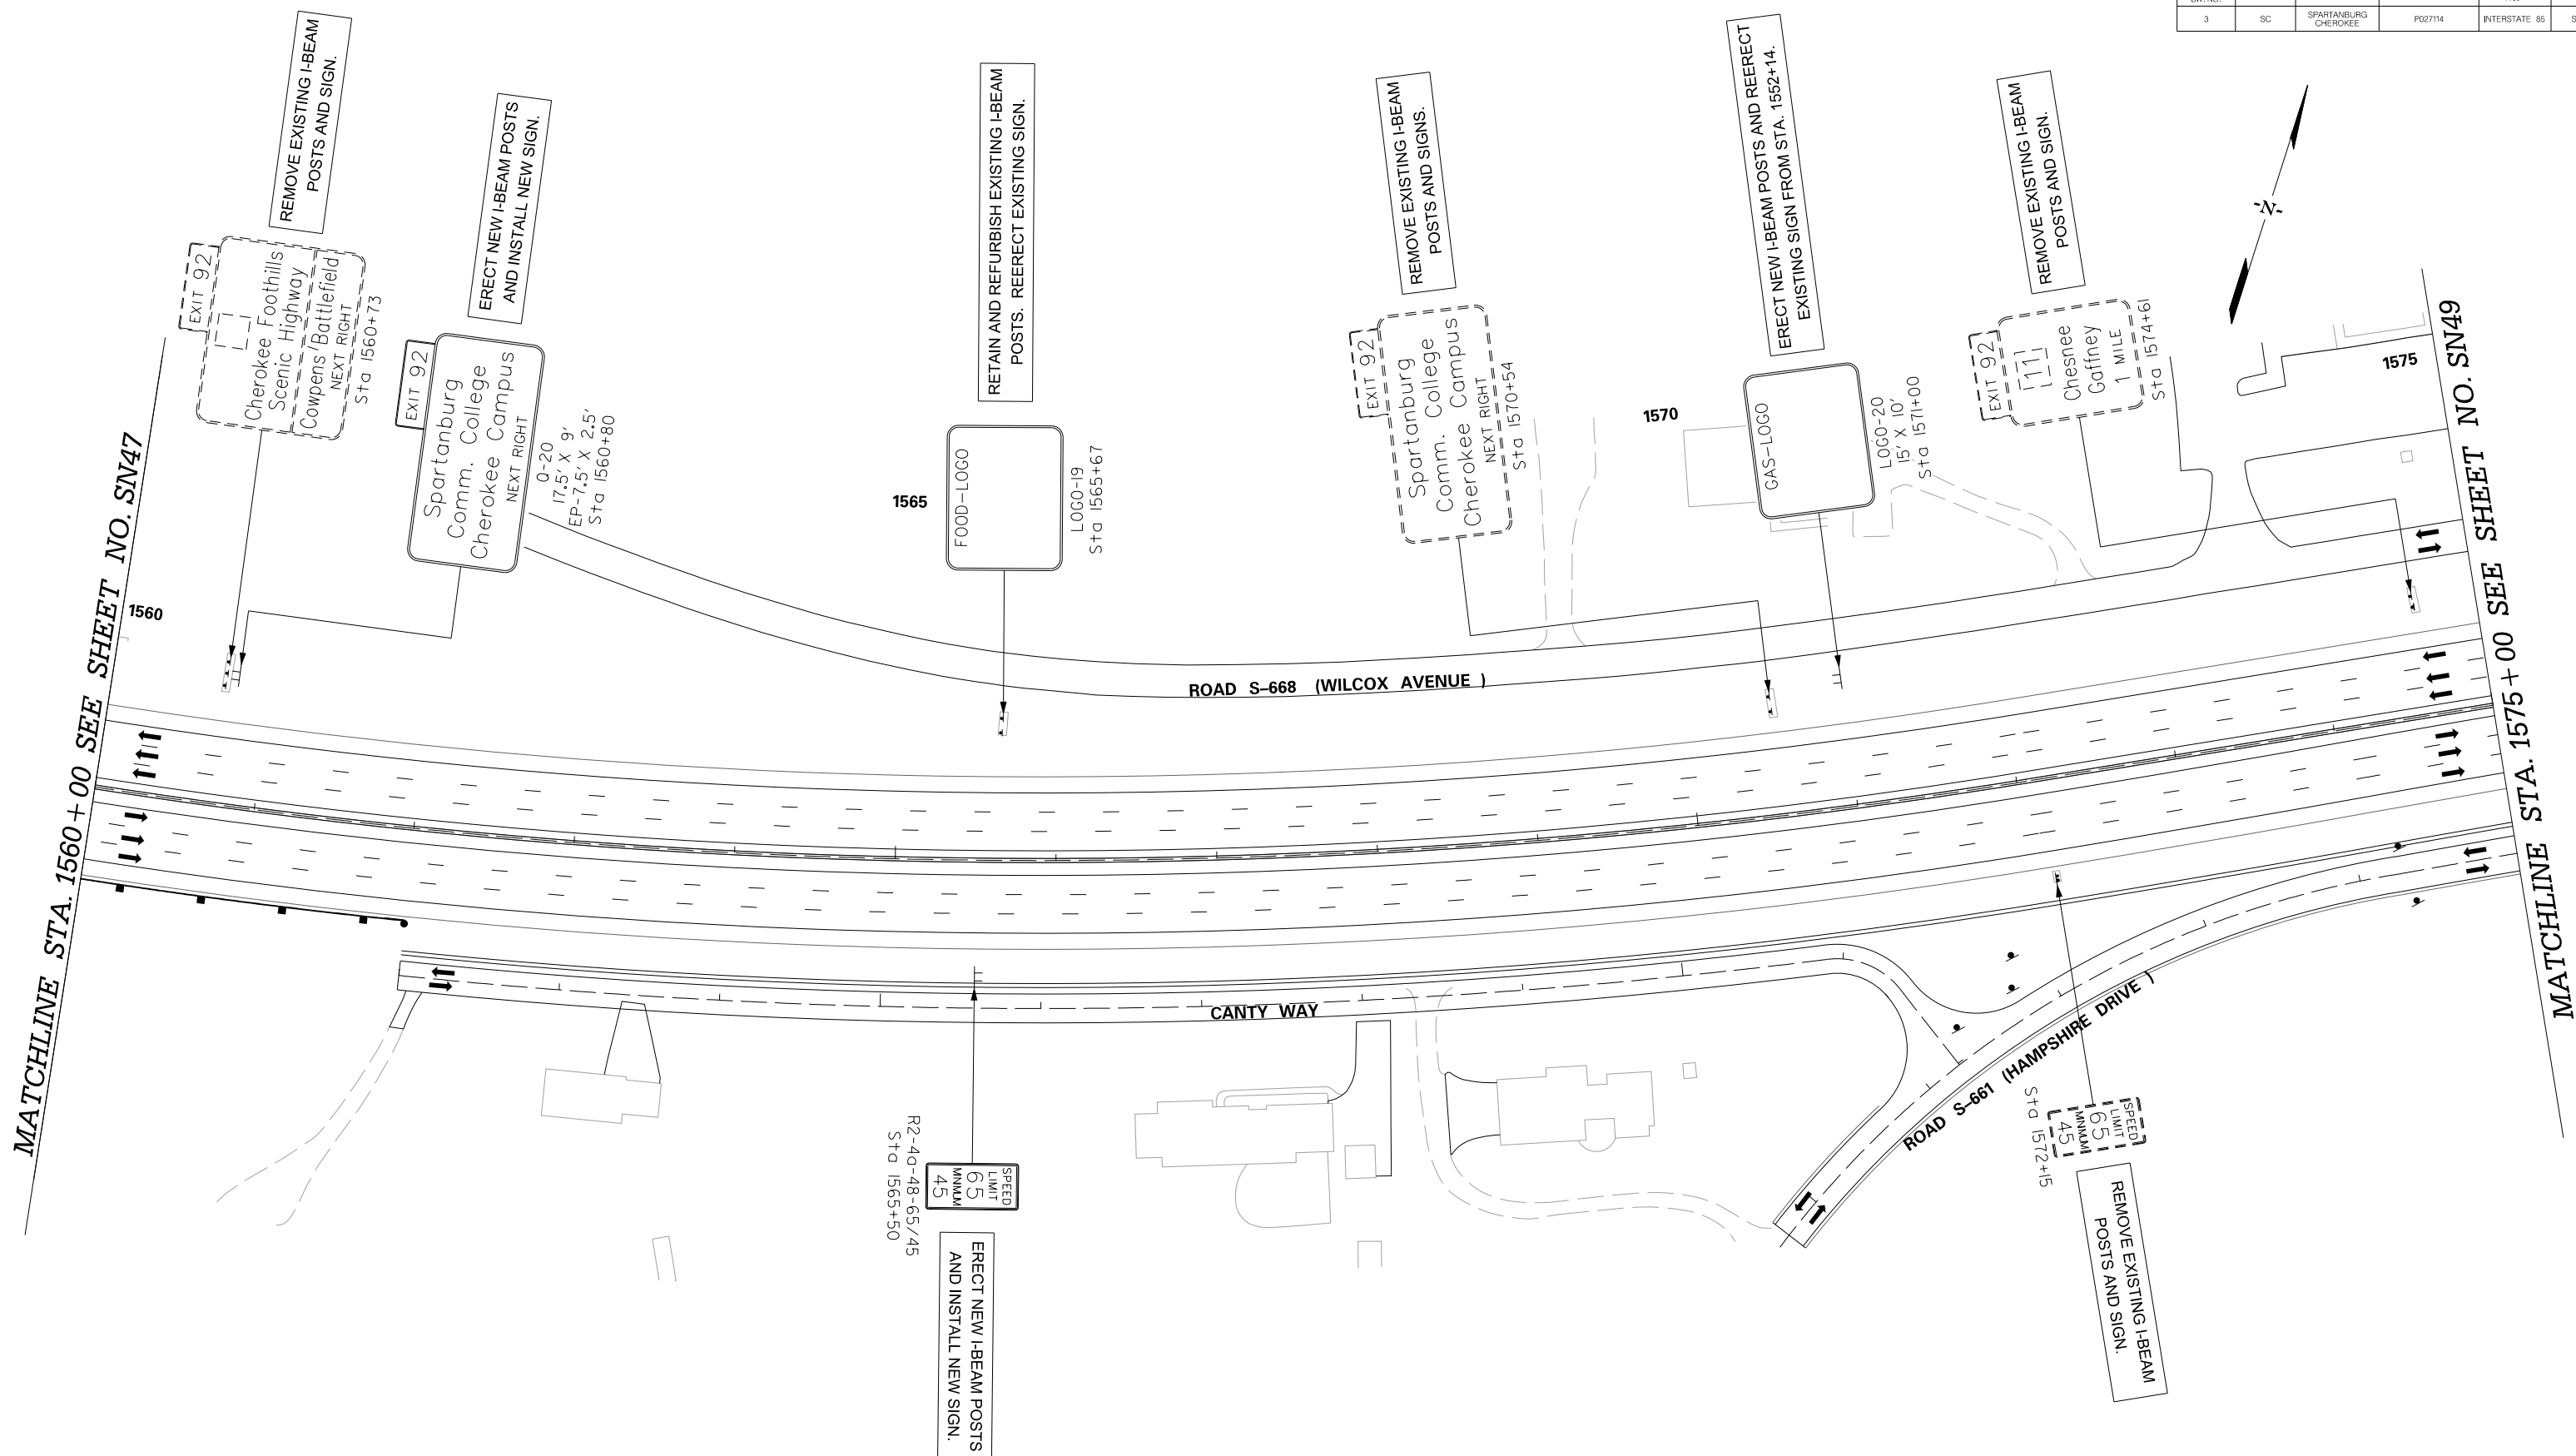 3 SC SPARTANBURG CHEROKEE P027114 INTERSTATE 85
REMOVE EXISTING I-BEAM
POSTS AND SIGN.
EXIT 92
Cherokee Foothills
Scenic Highway
Cowpens Battlefield
NEXT RIGHT
Sta 1560+73
ERECT NEW I-BEAM POSTS
AND INSTALL NEW SIGN.
EXIT 92
Spartanburg
Comm. College
Cherokee Campus
NEXT RIGHT
Q-20
17.5' X 9'
EP-7.5' X 2.5'
Sta 1560+80
RETAIN AND REFURBISH EXISTING I-BEAM
POSTS. REERECT EXISTING SIGN.
FOOD-LOGO
LOGO-19
Sta 1565+67
REMOVE EXISTING I-BEAM
POSTS AND SIGNS.
EXIT 92
Spartanburg
Comm. College
Cherokee Campus
NEXT RIGHT
Sta 1570+54
ERECT NEW I-BEAM POSTS AND REERECT
EXISTING SIGN FROM STA. 1552+14.
GAS-LOGO
LOGO-20
15' X 10'
Sta 1571+00
REMOVE EXISTING I-BEAM
POSTS AND SIGN.
EXIT 92
11
Chesnee
Gaffney
1 MILE
Sta 1574+61
-N-
1560
1565
1570
1575
MATCHLINE STA. 1560+00 SEE SHEET NO. SN47
MATCHLINE STA. 1575+00 SEE SHEET NO. SN49
ROAD S-668 (WILCOX AVENUE )
CANTY WAY
ROAD S-661 (HAMPSHIRE DRIVE )
SPEED
LIMIT
65
MNMUM
45
R2-4a-48-65/45
Sta 1565+50
ERECT NEW I-BEAM POSTS
AND INSTALL NEW SIGN.
SPEED
LIMIT
65
MNMUM
45
Sta 1572+15
REMOVE EXISTING I-BEAM
POSTS AND SIGN.